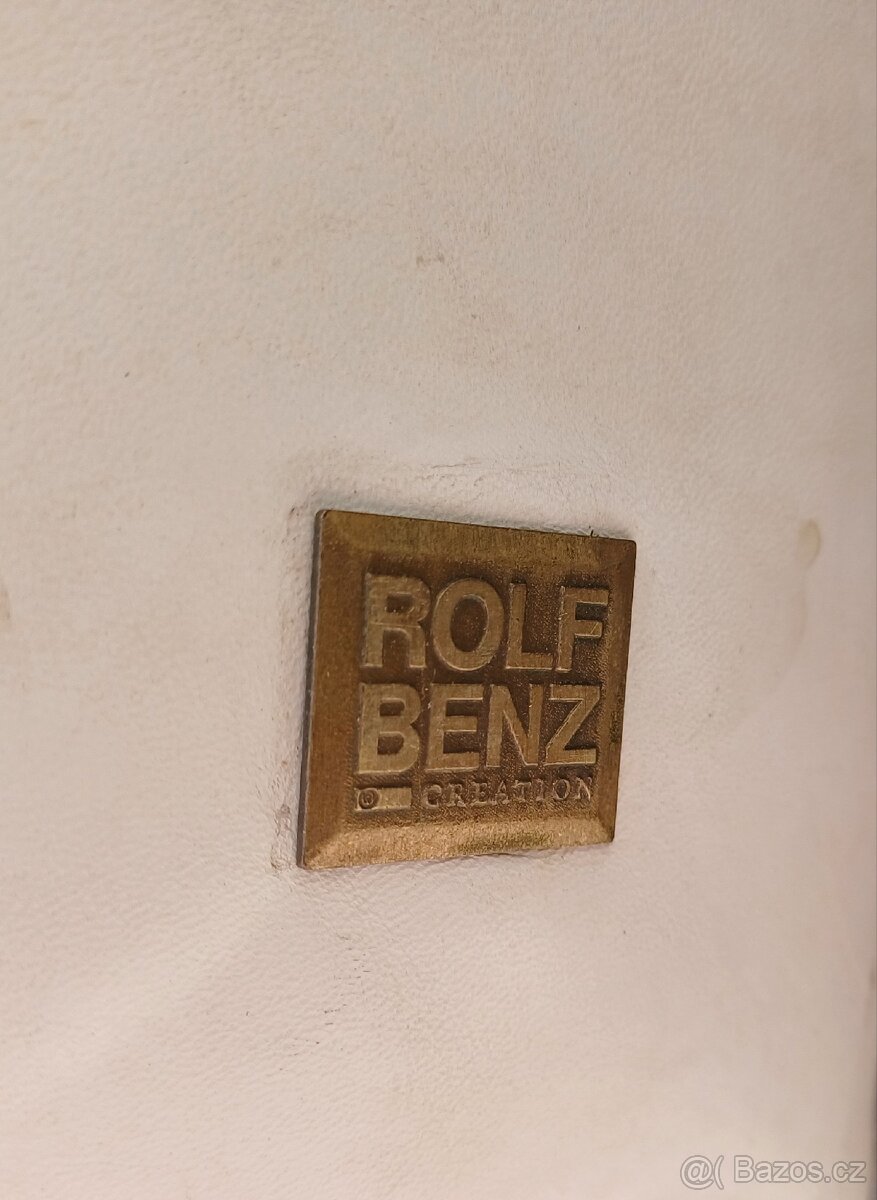 ROLF
BENZ
® CREATION
@( Bazos.cz